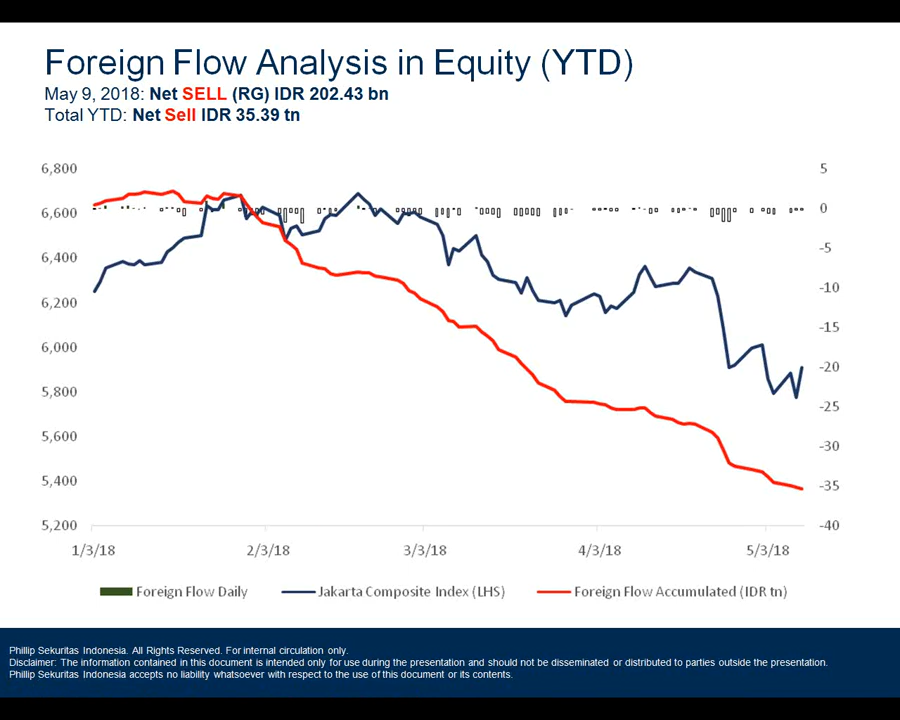 Foreign Flow Analysis in Equity (YTD)
May 9, 2018: Net SELL (RG) IDR 202.43 bn
Total YTD: Net Sell IDR 35.39 tn
6,800
6,600
6,400
6,200
6,000
5,800
5,600
5,400
5,200
5
0
-5
-10
-15
-20
-25
-30
-35
-40
1/3/18 2/3/18 3/3/18 4/3/18 5/3/18
Foreign Flow Daily Jakarta Composite Index (LHS) Foreign Flow Accumulated (IDR tn)
Phillip Sekuritas Indonesia. All Rights Reserved. For internal circulation only.
Disclaimer: The information contained in this document is intended only for use during the presentation and should not be disseminated or distributed to parties outside the presentation.
Phillip Sekuritas Indonesia accepts no liability whatsoever with respect to the use of this document or its contents.